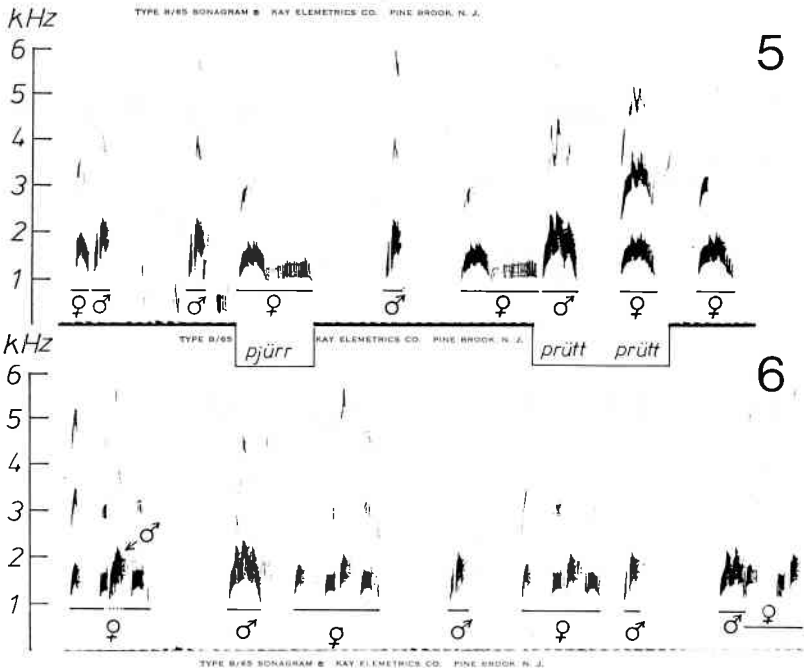 TYPE B/65 SONAGRAM ® KAY ELEMETRICS CO. PINE BROOK, N. J.
kHz
5
6
5
4
3
2
1
♀ ♂ ♂ ♀ ♂ ♀ ♂ ♀ ♀
kHz
TYPE B/65 KAY ELEMETRICS CO. PINE BROOK, N. J.
pjürr prütt prütt
6
6
5
4
3
2
1
♂
♀ ♂ ♀ ♂ ♀ ♂ ♂ ♀
TYPE B/65 SONAGRAM ® KAY ELEMETRICS CO. PINE BROOK, N. J.